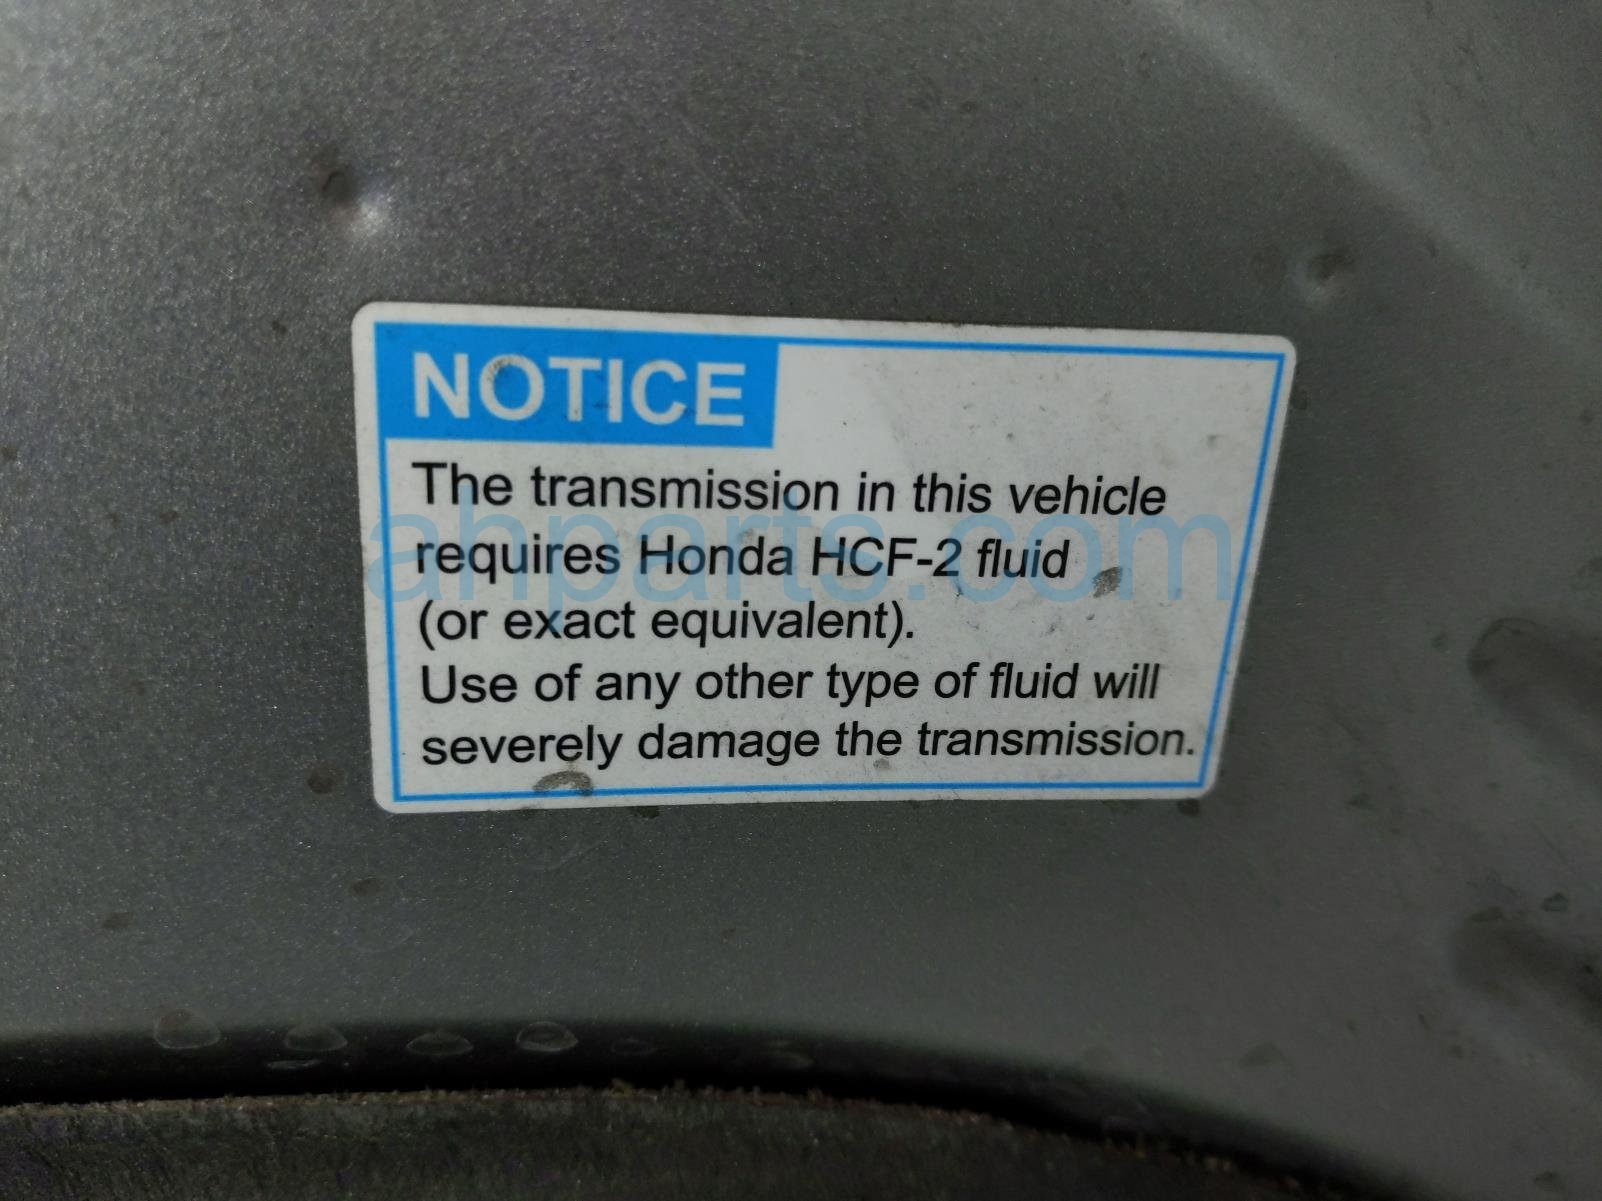 NOTICE
The transmission in this vehicle
requires Honda HCF-2 fluid
(or exact equivalent).
Use of any other type of fluid will
severely damage the transmission.
ahparts.com